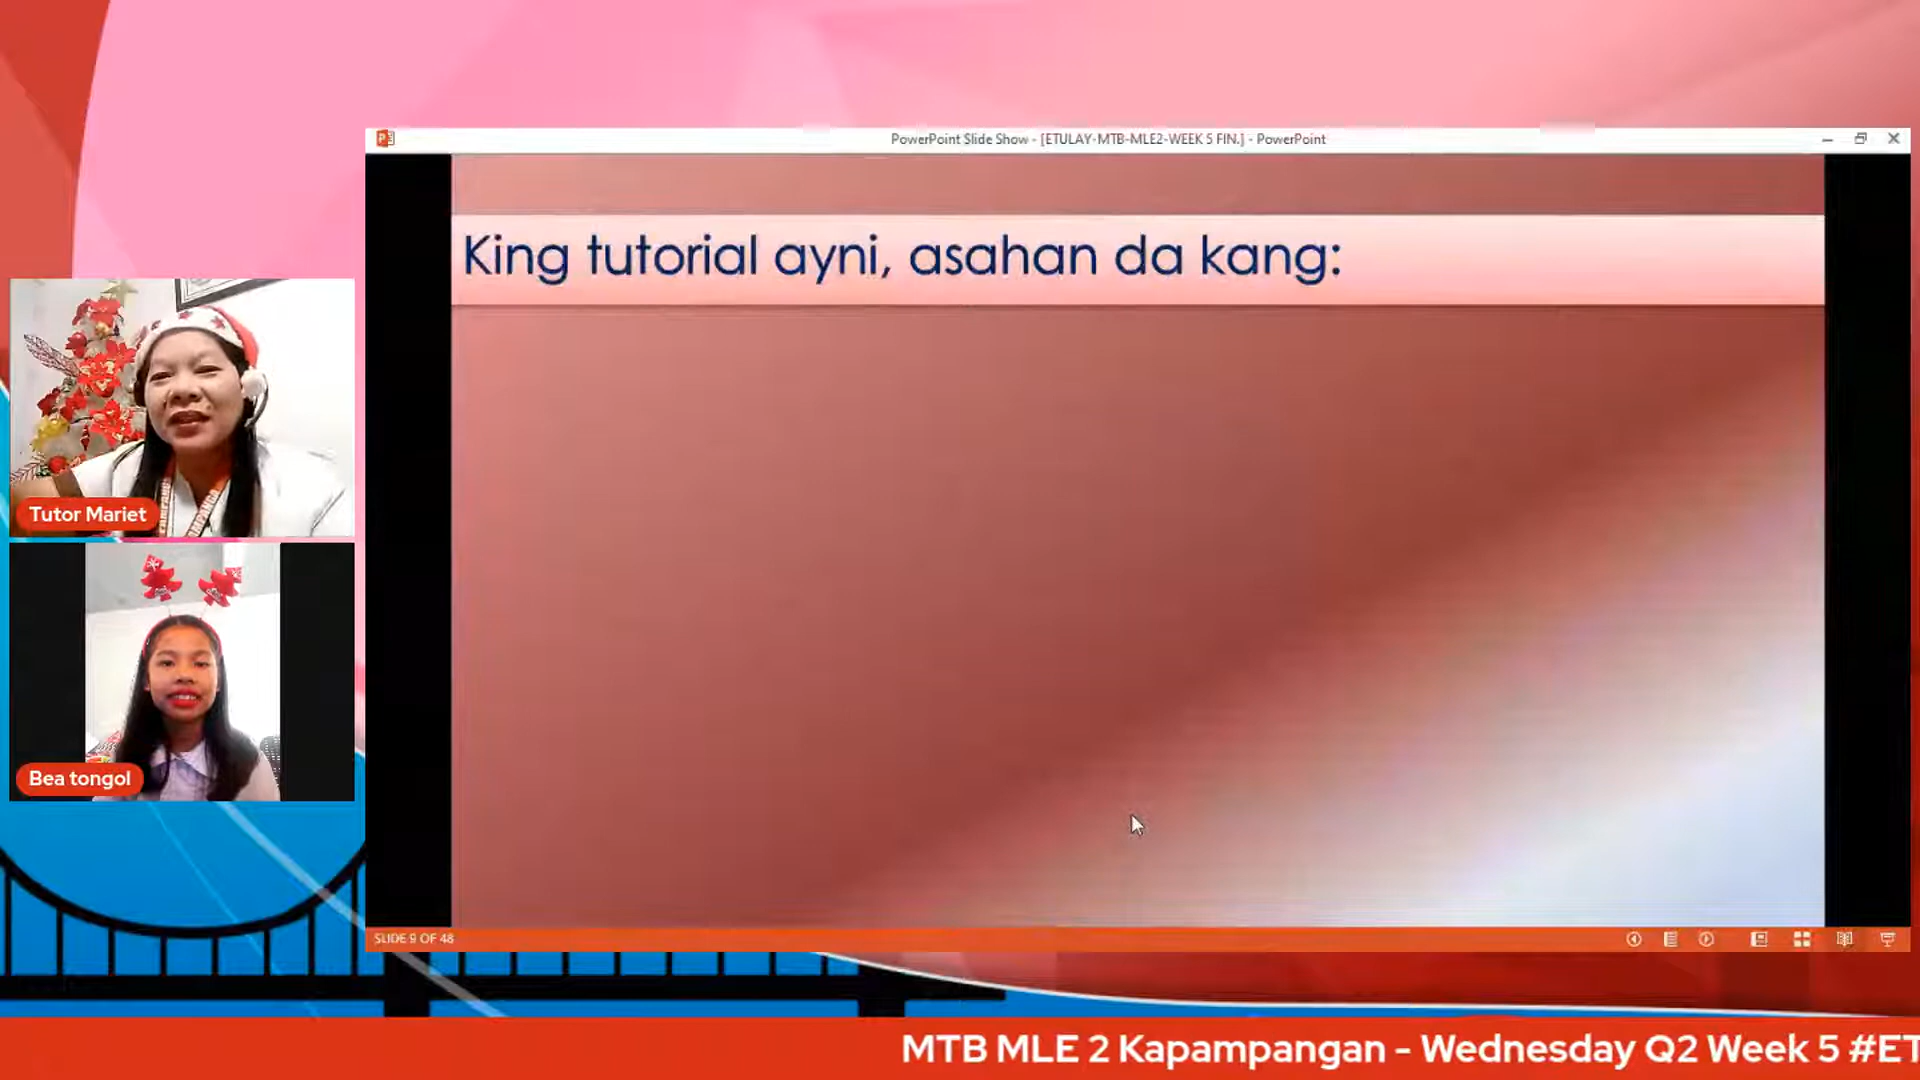 PowerPoint Slide Show - [ETULAY-MTB-MLE2-WEEK 5 FIN.] - PowerPoint
King tutorial ayni, asahan da kang:
Tutor Mariet
Bea tongol
SLIDE 9 OF 48
MTB MLE 2 Kapampangan - Wednesday Q2 Week 5 #ET